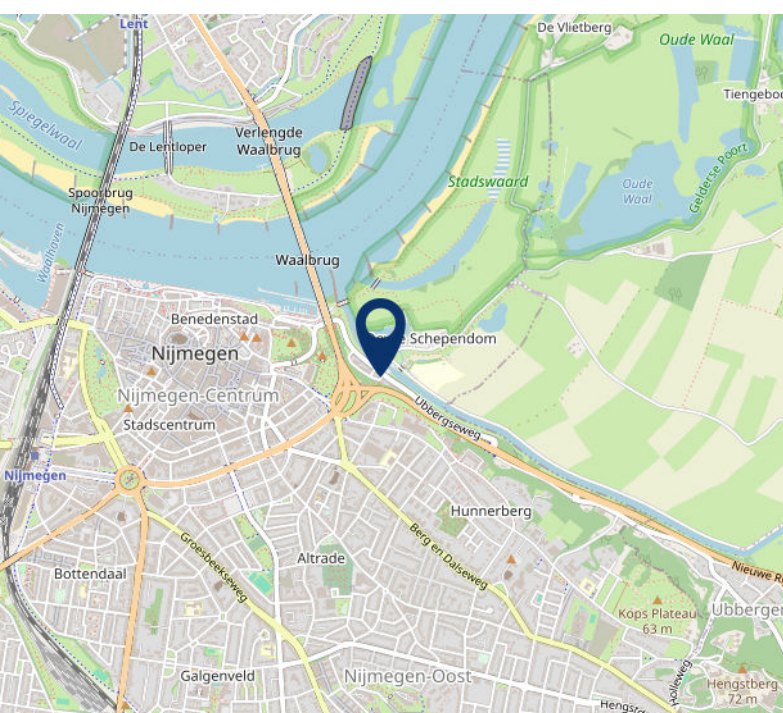 Lent
De Vlietberg
Oude Waal
Tiengebod
Spiegelwaal
De Lentloper
Verlengde
Waalbrug
Gelderse Poort
Stadswaard
Oude
Waal
Spoorbrug
Nijmegen
Waalhaven
Waalbrug
Benedenstad
Nijmegen
Schependom
Nijmegen-Centrum
Stadscentrum
Ubbergseweg
Nijmegen
Hunnerberg
Berg en Dalseweg
Groesbeekseweg
Altrade
Bottendaal
Nieuwe R
Kops Plateau
63 m
Ubbergen
Galgenveld
Nijmegen-Oost
Holleweg
Hengstberg
72 m
Hengstd